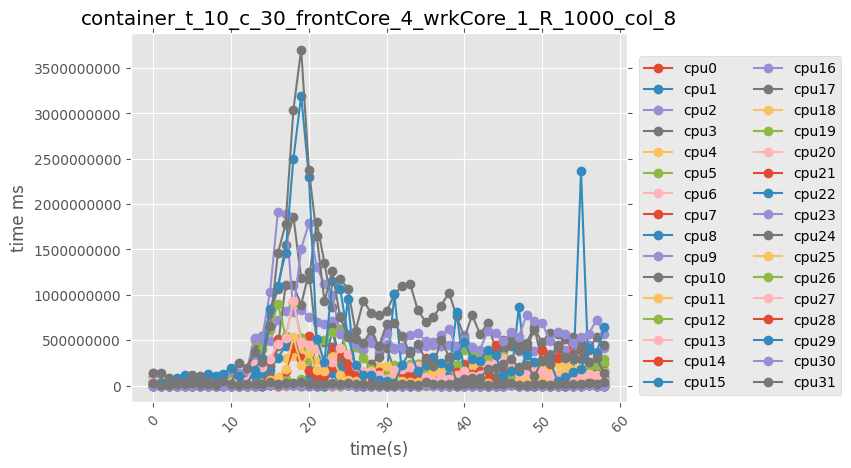 container_t_10_c_30_frontCore_4_wrkCore_1_R_1000_col_8
time ms
3500000000
3000000000
2500000000
2000000000
1500000000
1000000000
500000000
0
0
10
20
30
40
50
60
time(s)
cpu0
cpu1
cpu2
cpu3
cpu4
cpu5
cpu6
cpu7
cpu8
cpu9
cpu10
cpu11
cpu12
cpu13
cpu14
cpu15
cpu16
cpu17
cpu18
cpu19
cpu20
cpu21
cpu22
cpu23
cpu24
cpu25
cpu26
cpu27
cpu28
cpu29
cpu30
cpu31